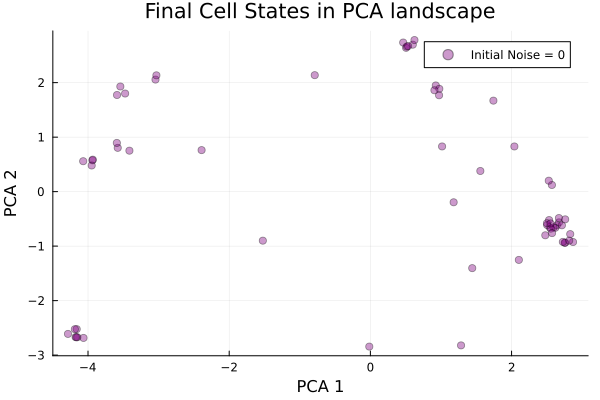 Final Cell States in PCA landscape
Initial Noise = 0
PCA 2
2
1
0
−1
−2
−3
−4
−2
0
2
PCA 1